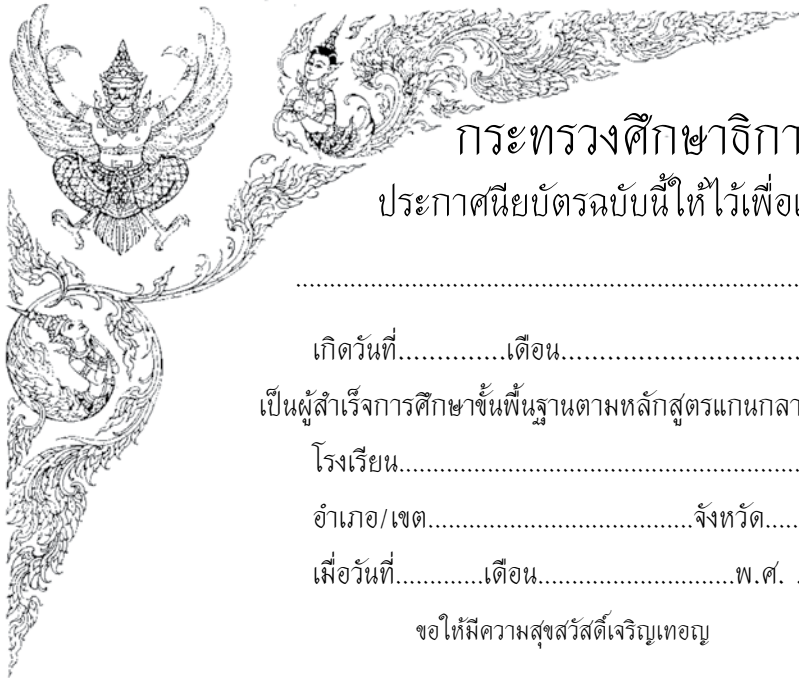 กระทรวงศึกษาธิกา
ประกาศนียบัตรฉบับนี้ให้ไว้เพื่อแ
................................................................................
เกิดวันที่..............เดือน...............................
เป็นผู้สำเร็จการศึกษาขั้นพื้นฐานตามหลักสูตรแกนกลา
โรงเรียน...............................................................
อำเภอ/เขต.......................................จังหวัด.....
เมื่อวันที่.............เดือน.............................พ.ศ. .
ขอให้มีความสุขสวัสดิ์เจริญเทอญ